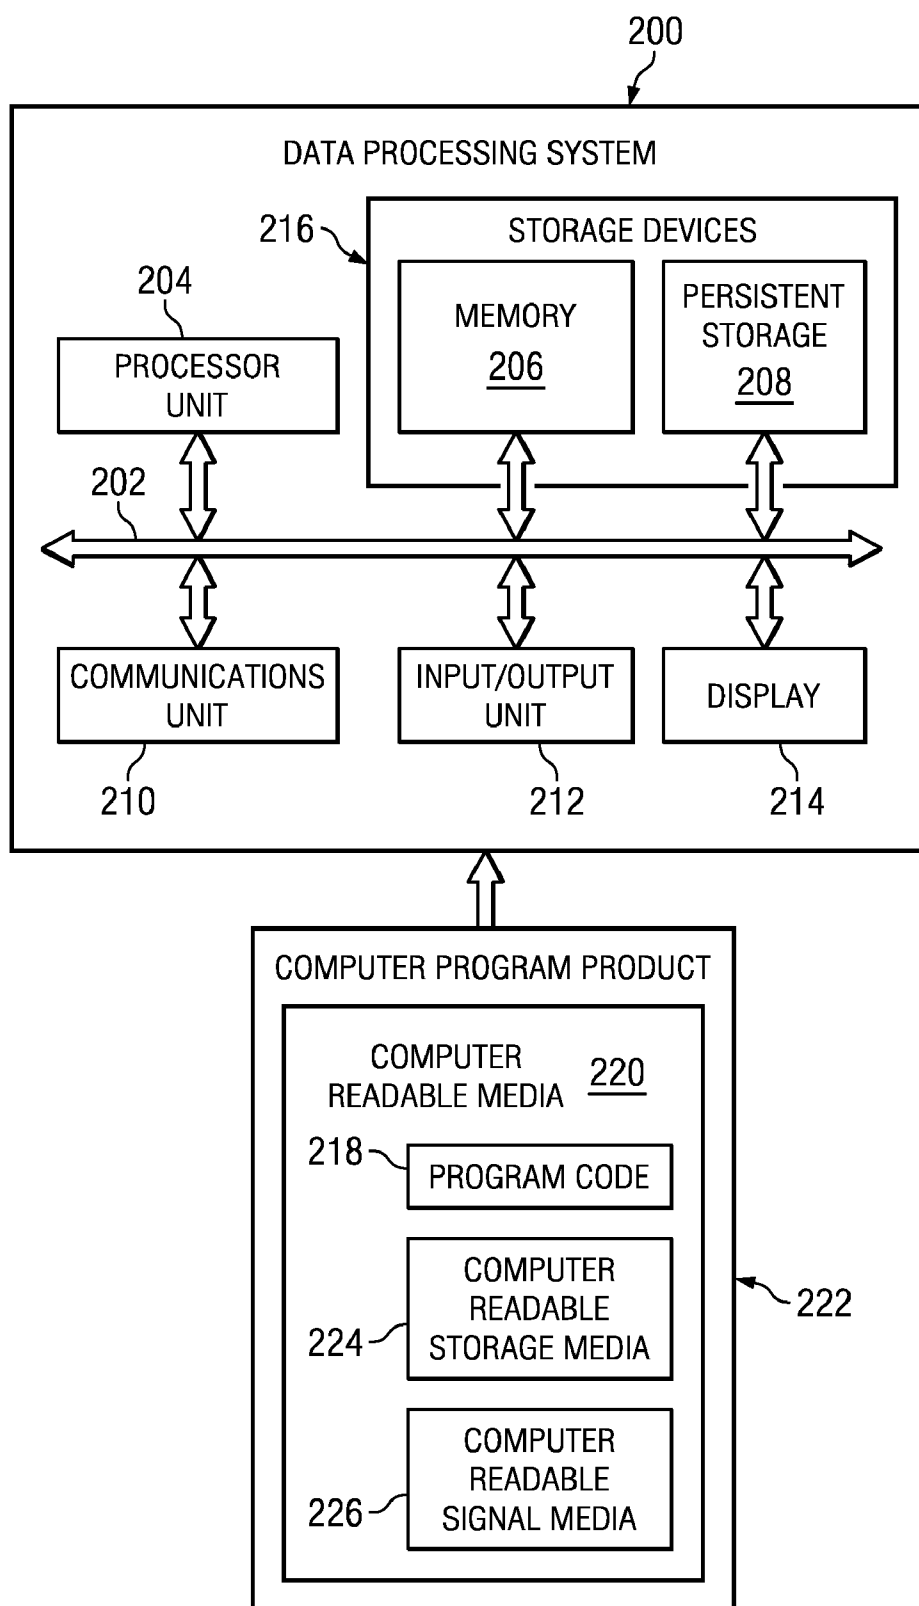 200
DATA PROCESSING SYSTEM
216
STORAGE DEVICES
204
PROCESSOR
UNIT
MEMORY
206
PERSISTENT
STORAGE
208
202
COMMUNICATIONS
UNIT
210
INPUT/OUTPUT
UNIT
212
DISPLAY
214
COMPUTER PROGRAM PRODUCT
COMPUTER
READABLE MEDIA
220
218
PROGRAM CODE
224
COMPUTER
READABLE
STORAGE MEDIA
222
226
COMPUTER
READABLE
SIGNAL MEDIA